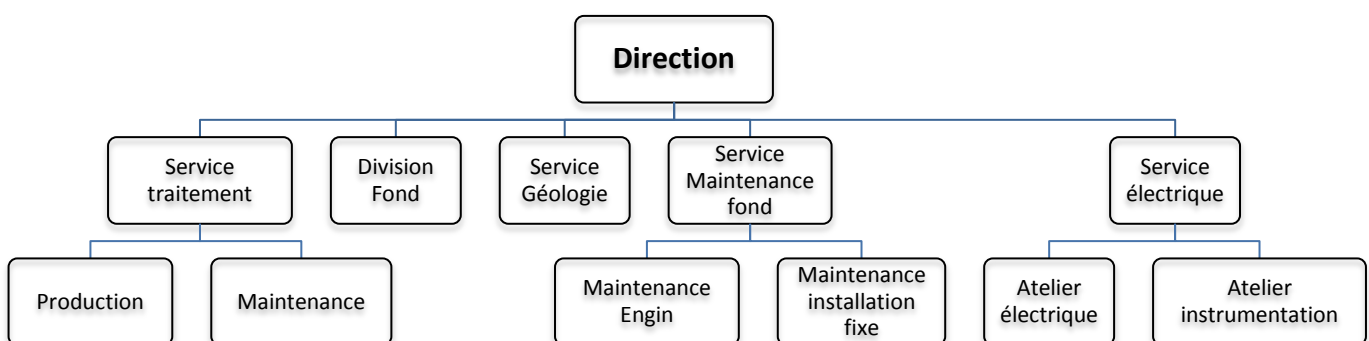 Direction
Service
traitement
Division
Fond
Service
Géologie
Service
Maintenance
fond
Service
électrique
Production
Maintenance
Maintenance
Engin
Maintenance
installation
fixe
Atelier
électrique
Atelier
instrumentation